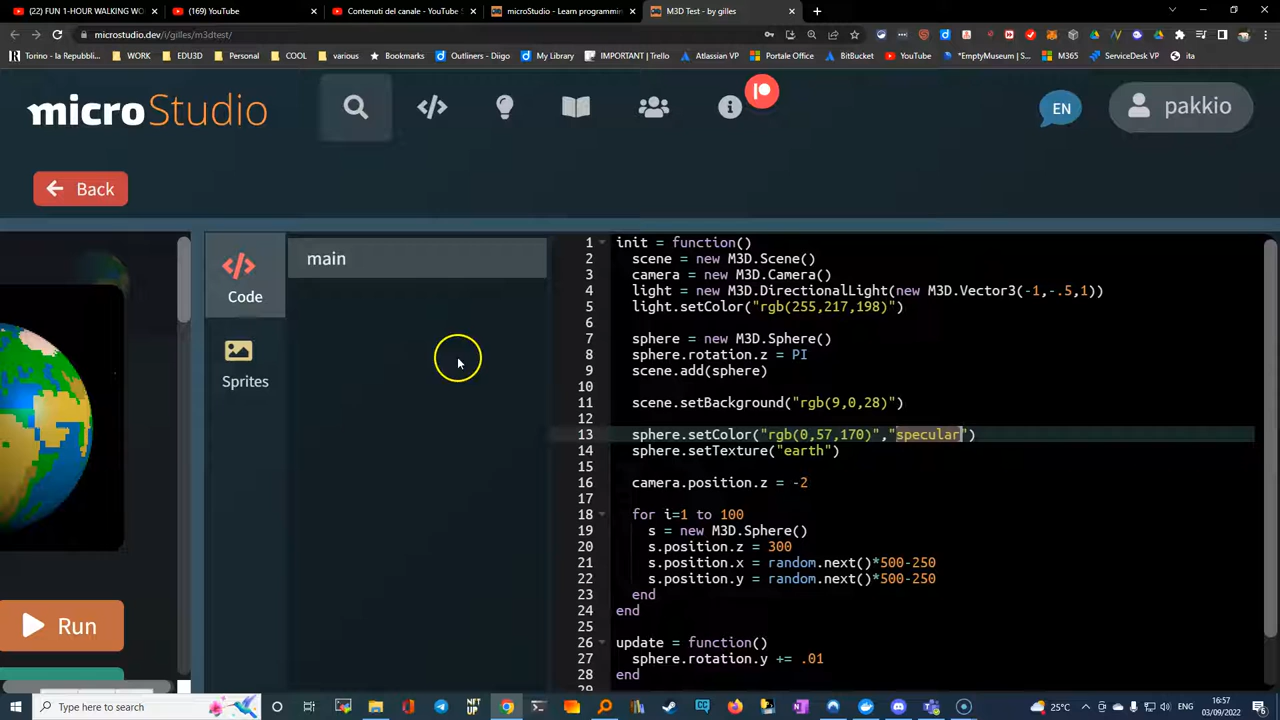 (22) FUN 1-HOUR WALKING WO
(169) YouTube
Contenuti del canale - YouTube S
microStudio - Learn programmin
M3D Test - by gilles
microstudio.dev/i/gilles/m3dtest/
Torino - la Repubbli...
WORK
EDU3D
Personal
COOL
various
Bookmarks
Outliners - Diigo
My Library
IMPORTANT | Trello
Atlassian VP
Portale Office
BitBucket
YouTube
*EmptyMuseum | S...
M365
ServiceDesk VP
ita
microStudio
EN
pakkio
Back
Code
Sprites
main
Run
1 init = function()
2 scene = new M3D.Scene()
3 camera = new M3D.Camera()
4 light = new M3D.DirectionalLight(new M3D.Vector3(-1,-.5,1))
5 light.setColor("rgb(255,217,198)")
6
7 sphere = new M3D.Sphere()
8 sphere.rotation.z = PI
9 scene.add(sphere)
10
11 scene.setBackground("rgb(9,0,28)")
12
13 sphere.setColor("rgb(0,57,170)","specular")
14 sphere.setTexture("earth")
15
16 camera.position.z = -2
17
18 for i=1 to 100
19 s = new M3D.Sphere()
20 s.position.z = 300
21 s.position.x = random.next()*500-250
22 s.position.y = random.next()*500-250
23 end
24 end
25
26 update = function()
27 sphere.rotation.y += .01
28 end
29
Type here to search
NFT
UP
25°C
ENG
16:57
03/09/2022